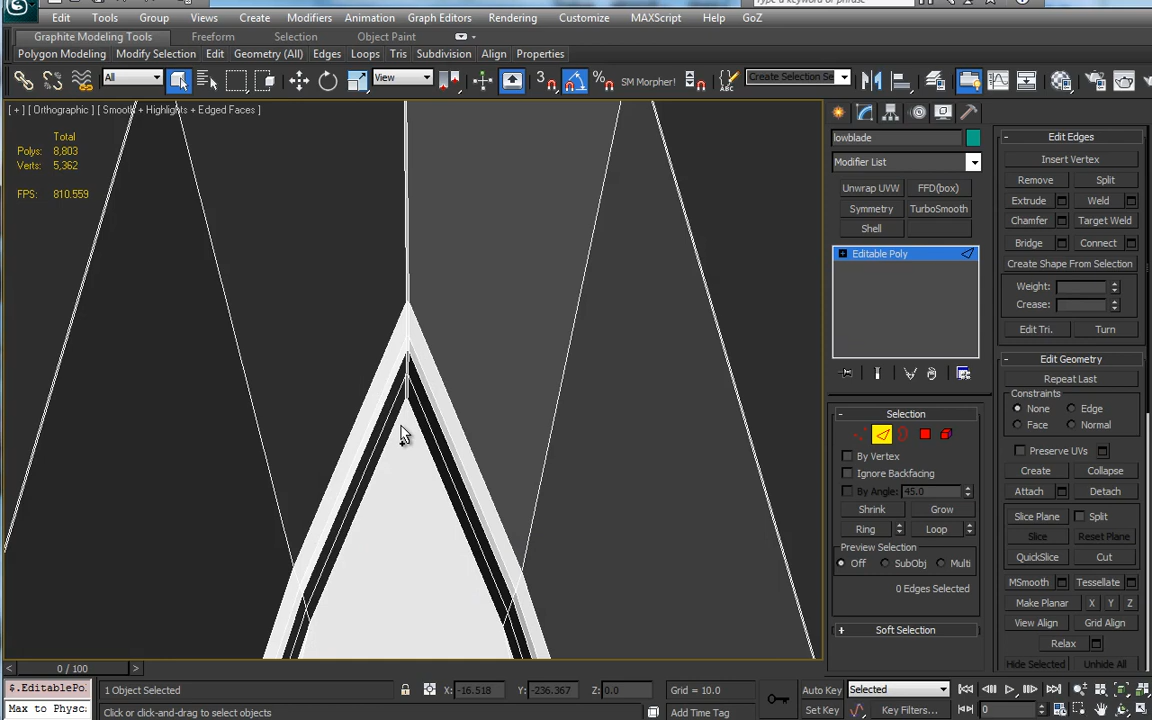 Edit Tools Group Views Create Modifiers Animation Graph Editors Rendering Customize MAXScript Help GoZ
Graphite Modeling Tools Freeform Selection Object Paint
Polygon Modeling Modify Selection Edit Geometry (All) Edges Loops Tris Subdivision Align Properties
All View 3 % SM Morpher! ABC Create Selection Se
[ + ] [ Orthographic ] [ Smooth + Highlights + Edged Faces ]
Total
Polys: 8,803
Verts: 5,362
FPS: 810.559
owblade
Modifier List
Unwrap UVW FFD(box)
Symmetry TurboSmooth
Shell
Editable Poly
Selection
By Vertex
Ignore Backfacing
By Angle: 45.0
Shrink Grow
Ring Loop
Preview Selection
Off SubObj Multi
0 Edges Selected
Soft Selection
Edit Edges
Insert Vertex
Remove Split
Extrude Weld
Chamfer Target Weld
Bridge Connect
Create Shape From Selection
Weight:
Crease:
Edit Tri. Turn
Edit Geometry
Repeat Last
Constraints
None Edge
Face Normal
Preserve UVs
Create Collapse
Attach Detach
Slice Plane Split
Slice Reset Plane
QuickSlice Cut
MSmooth Tessellate
Make Planar X Y Z
View Align Grid Align
Relax
Hide Selected Unhide All
0 / 100
$.EditablePo
Max to Physc
1 Object Selected X: -16.518 Y: -236.367 Z: 0.0 Grid = 10.0
Click or click-and-drag to select objects Add Time Tag
Auto Key Selected
Set Key Key Filters... 0